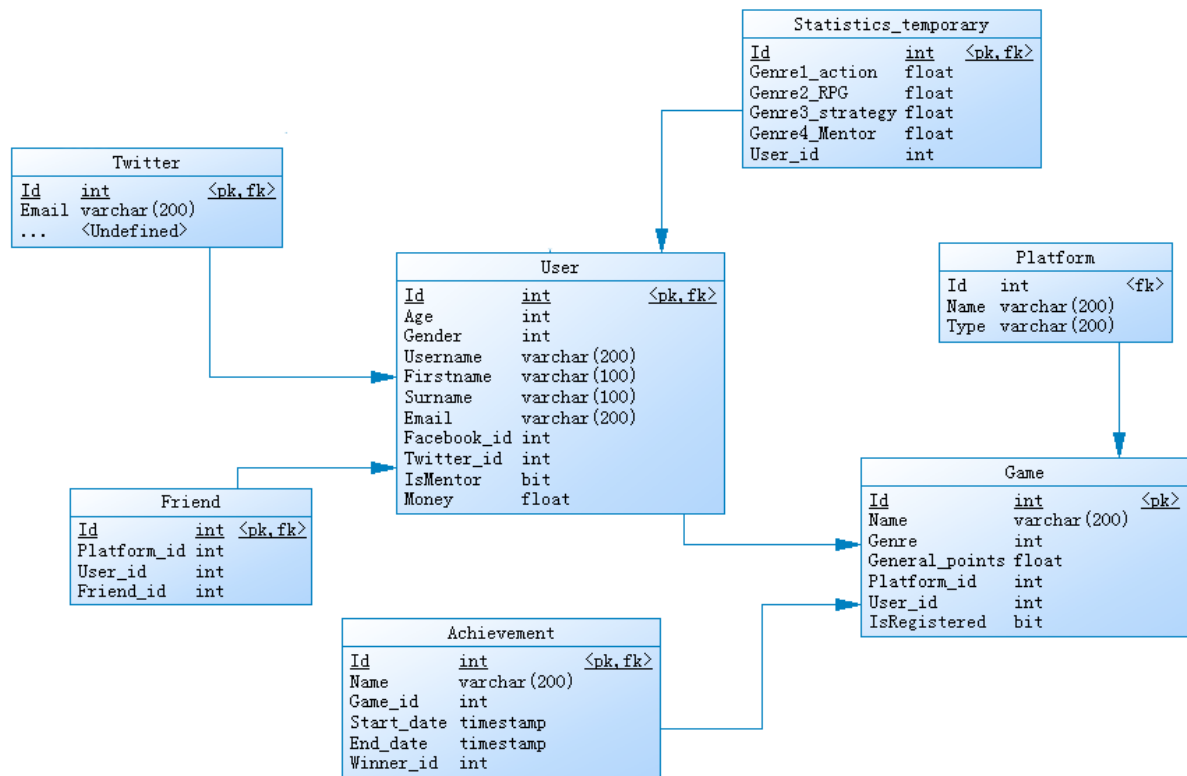 Statistics_temporary
Id int <pk,fk>
Genre1_action float
Genre2_RPG float
Genre3_strategy float
Genre4_Mentor float
User_id int
Twitter
Id int <pk,fk>
Email varchar(200)
... <Undefined>
User
Id int <pk,fk>
Age int
Gender int
Username varchar(200)
Firstname varchar(100)
Surname varchar(100)
Email varchar(200)
Facebook_id int
Twitter_id int
IsMentor bit
Money float
Platform
Id int <fk>
Name varchar(200)
Type varchar(200)
Friend
Id int <pk,fk>
Platform_id int
User_id int
Friend_id int
Game
Id int <pk>
Name varchar(200)
Genre int
General_points float
Platform_id int
User_id int
IsRegistered bit
Achievement
Id int <pk,fk>
Name varchar(200)
Game_id int
Start_date timestamp
End_date timestamp
Winner_id int